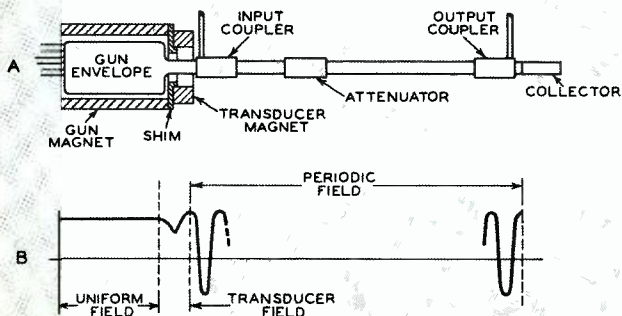 A
GUN
ENVELOPE
GUN
MAGNET
SHIM
TRANSDUCER
MAGNET
INPUT
COUPLER
ATTENUATOR
OUTPUT
COUPLER
COLLECTOR
B
PERIODIC
FIELD
UNIFORM
FIELD
TRANSDUCER
FIELD